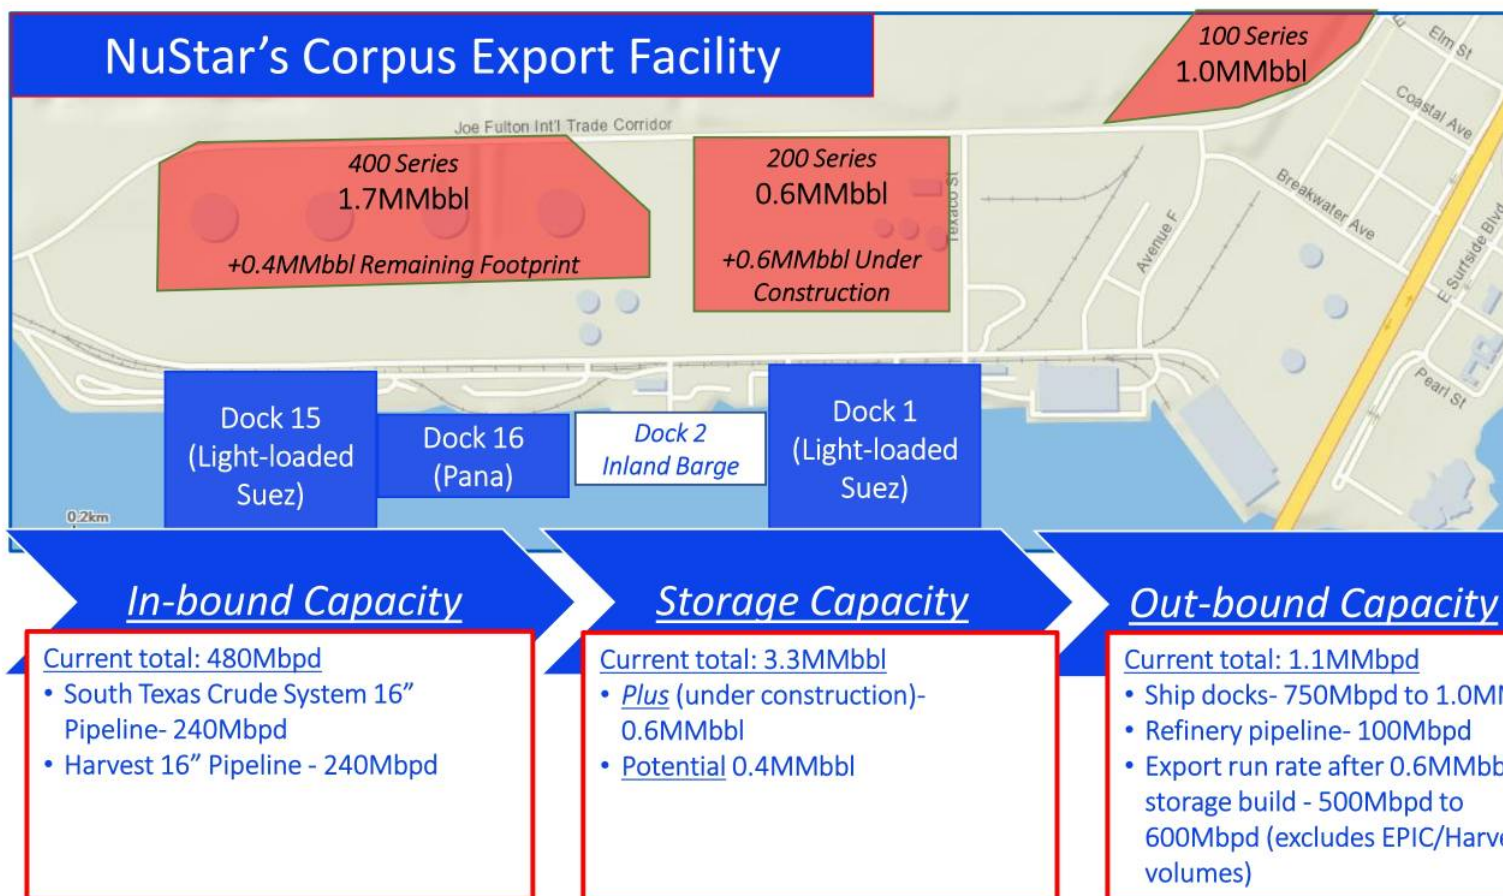 NuStar’s Corpus Export Facility
100 Series
1.0MMbbl
Elm St
Coastal Ave
Joe Fulton Int'l Trade Corridor
400 Series
1.7MMbbl
+0.4MMbbl Remaining Footprint
200 Series
0.6MMbbl
+0.6MMbbl Under
Construction
Texaco St
Avenue F
Breakwater Ave
E Surfside Blvd
Pearl St
Dock 15
(Light-loaded
Suez)
Dock 16
(Pana)
Dock 2
Inland Barge
Dock 1
(Light-loaded
Suez)
0.2km
In-bound Capacity
Current total: 480Mbpd
• South Texas Crude System 16”
Pipeline- 240Mbpd
• Harvest 16” Pipeline - 240Mbpd
Storage Capacity
Current total: 3.3MMbbl
• Plus (under construction)-
0.6MMbbl
• Potential 0.4MMbbl
Out-bound Capacity
Current total: 1.1MMbpd
• Ship docks- 750Mbpd to
• Refinery pipeline- 100Mbpd
• Export run rate after
storage build - 500Mbpd to
600Mbpd (excludes
volumes)